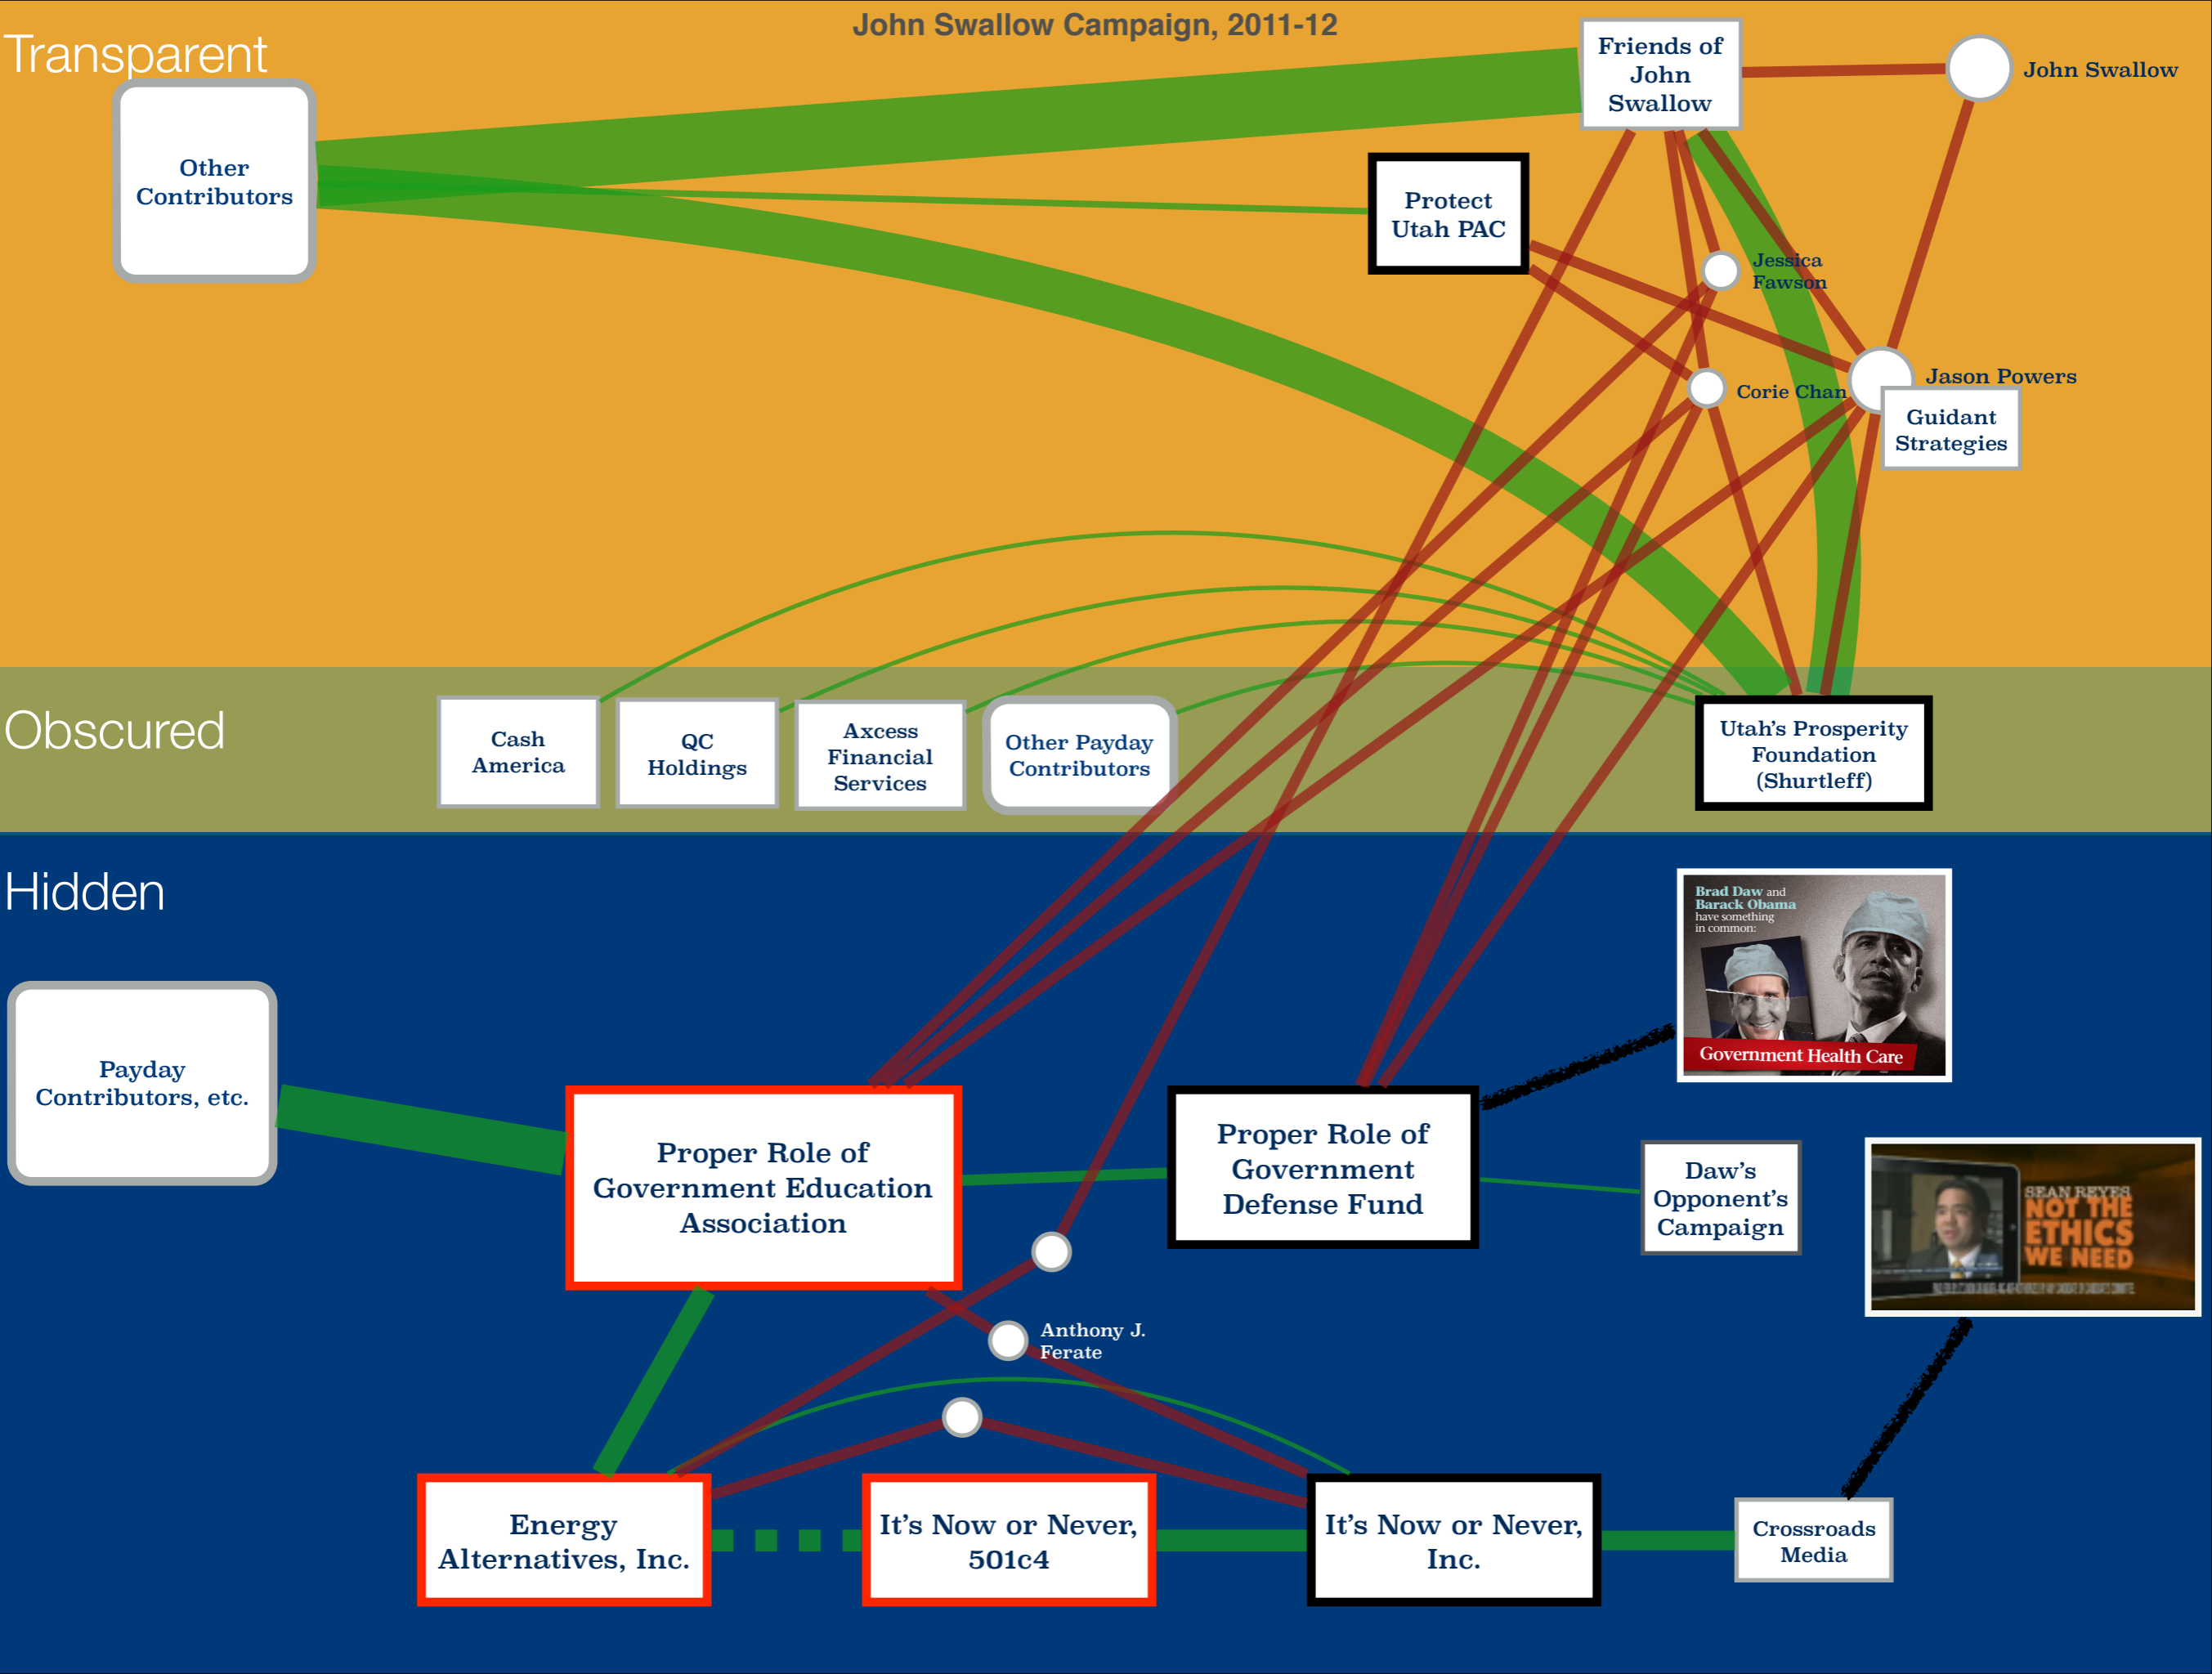 John Swallow Campaign, 2011-12
Transparent
Friends of
John
Swallow
John Swallow
Other
Contributors
Protect
Utah PAC
Jessica
Fawson
Jason Powers
Corie Chan
Guidant
Strategies
Obscured
Cash
America
QC
Holdings
Axcess
Financial
Services
Other Payday
Contributors
Utah’s Prosperity
Foundation
(Shurtleff)
Hidden
Brad Daw and
Barack Obama
have something
in common:
Government Health Care
Payday
Contributors, etc.
Proper Role of
Government Education
Association
Proper Role of
Government
Defense Fund
Daw’s
Opponent’s
Campaign
SEAN REYES
NOT THE
ETHICS
WE NEED
Anthony J.
Ferate
Energy
Alternatives, Inc.
It’s Now or Never,
501c4
It’s Now or Never,
Inc.
Crossroads
Media